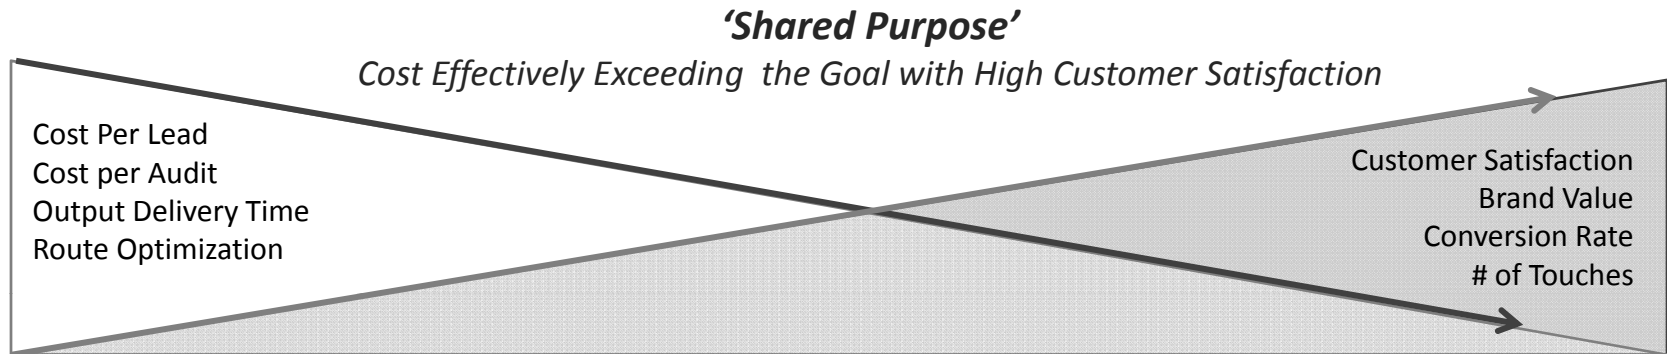 ‘Shared Purpose’
Cost Effectively Exceeding the Goal with High Customer Satisfaction
Cost Per Lead
Cost per Audit
Output Delivery Time
Route Optimization
Customer Satisfaction
Brand Value
Conversion Rate
# of Touches